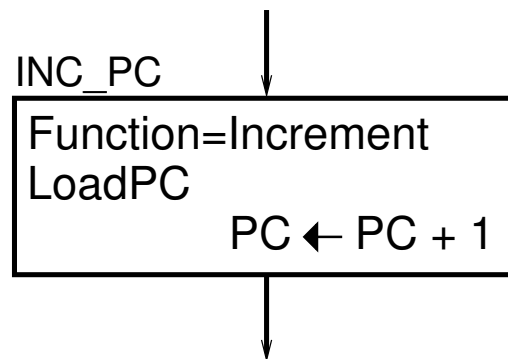 INC_PC
Function=Increment
LoadPC
PC ← PC + 1